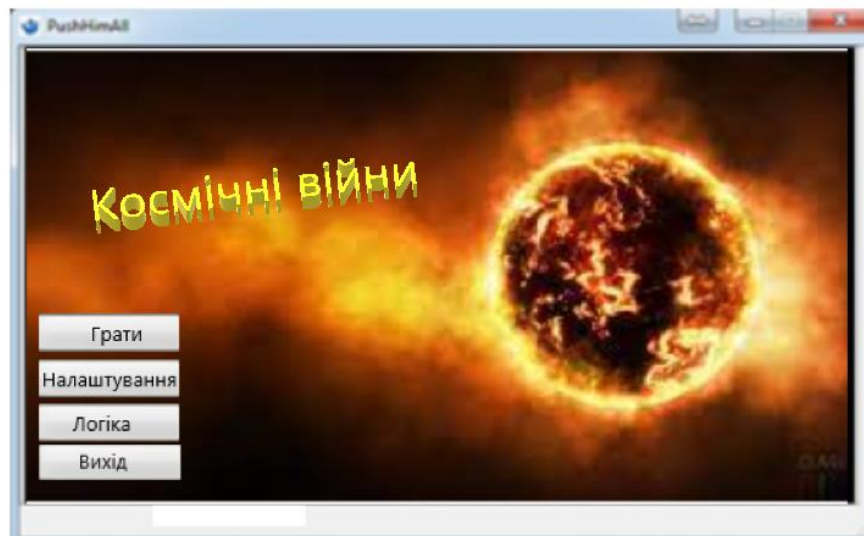 PushHimAll
Космічні війни
Грати
Налаштування
Логіка
Вихід